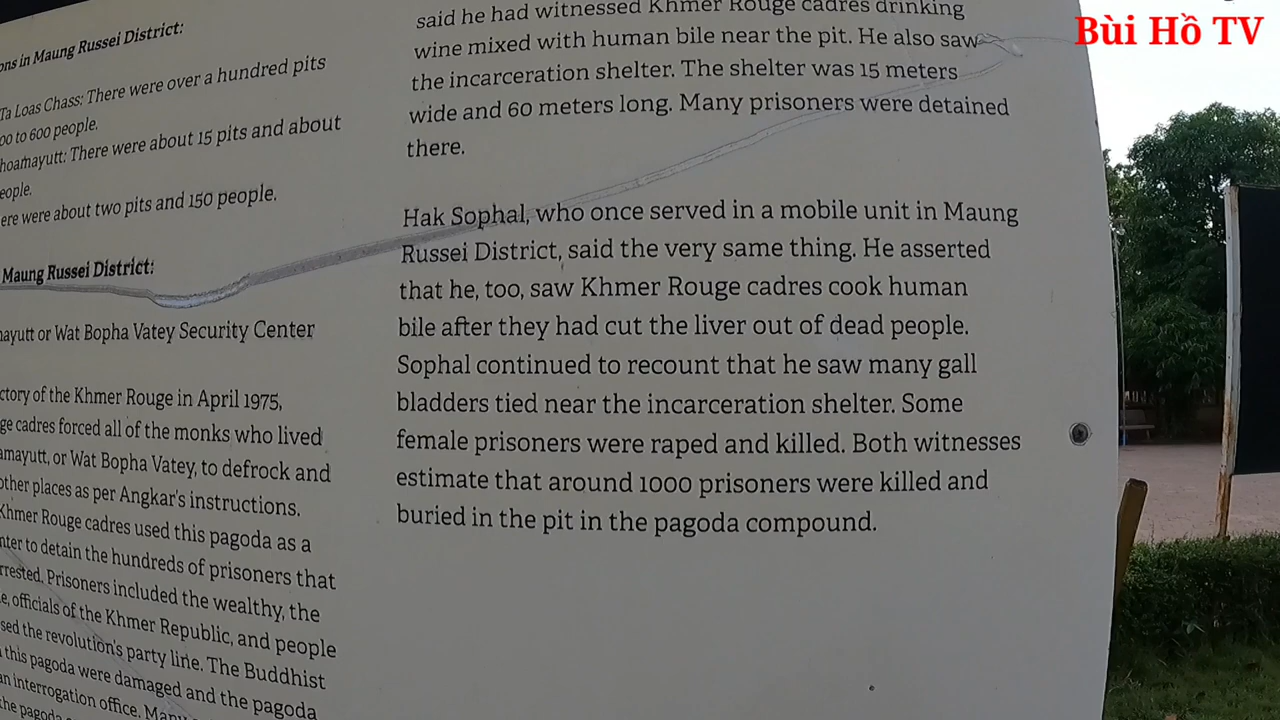 ons in Maung Russei District:
Ta Loas Chass: There were over a hundred pits
00 to 600 people.
hoamayutt: There were about 15 pits and about
eople.
ere were about two pits and 150 people.
Maung Russei District:
mayutt or Wat Bopha Vatey Security Center
ctory of the Khmer Rouge in April 1975,
ge cadres forced all of the monks who lived
amayutt, or Wat Bopha Vatey, to defrock and
other places as per Angkar's instructions.
Khmer Rouge cadres used this pagoda as a
nter to detain the hundreds of prisoners that
rrested. Prisoners included the wealthy, the
e, officials of the Khmer Republic, and people
sed the revolution's party line. The Buddhist
this pagoda were damaged and the pagoda
an interrogation office. Many
the pagoda
said he had witnessed Khmer Rouge cadres drinking
wine mixed with human bile near the pit. He also saw
the incarceration shelter. The shelter was 15 meters
wide and 60 meters long. Many prisoners were detained
there.
Hak Sophal, who once served in a mobile unit in Maung
Russei District, said the very same thing. He asserted
that he, too, saw Khmer Rouge cadres cook human
bile after they had cut the liver out of dead people.
Sophal continued to recount that he saw many gall
bladders tied near the incarceration shelter. Some
female prisoners were raped and killed. Both witnesses
estimate that around 1000 prisoners were killed and
buried in the pit in the pagoda compound.
Bùi Hồ TV